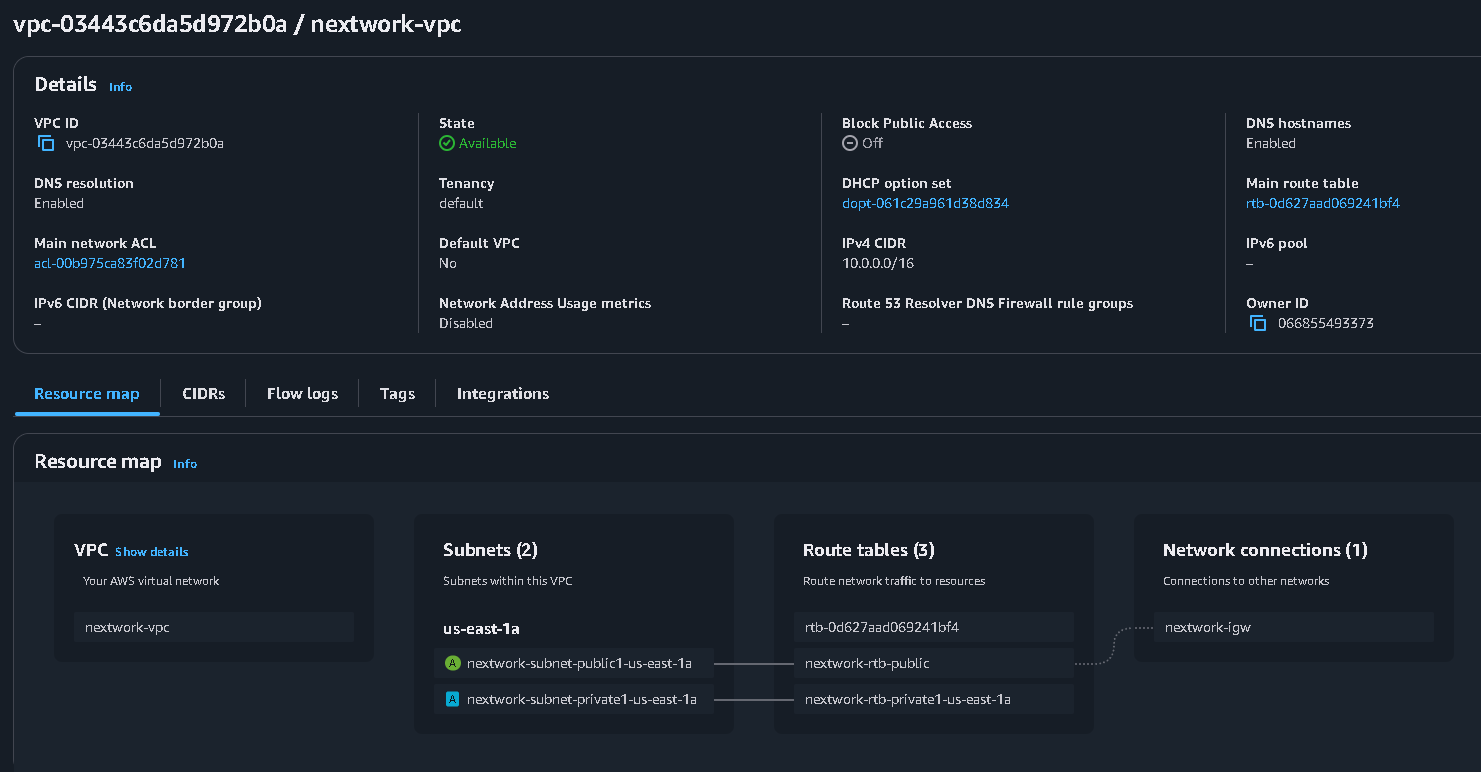 vpc-03443c6da5d972b0a / nextwork-vpc
Details Info
VPC ID
vpc-03443c6da5d972b0a
State
Available
Block Public Access
Off
DNS hostnames
Enabled
DNS resolution
Enabled
Tenancy
default
DHCP option set
dopt-061c29a961d38d834
Main route table
rtb-0d627aad069241bf4
Main network ACL
acl-00b975ca83f02d781
Default VPC
No
IPv4 CIDR
10.0.0.0/16
IPv6 pool
–
IPv6 CIDR (Network border group)
–
Network Address Usage metrics
Disabled
Route 53 Resolver DNS Firewall rule groups
–
Owner ID
066855493373
Resource map CIDRs Flow logs Tags Integrations
Resource map Info
VPC Show details
Your AWS virtual network
nextwork-vpc
Subnets (2)
Subnets within this VPC
us-east-1a
A nextwork-subnet-public1-us-east-1a
A nextwork-subnet-private1-us-east-1a
Route tables (3)
Route network traffic to resources
rtb-0d627aad069241bf4
nextwork-rtb-public
nextwork-rtb-private1-us-east-1a
Network connections (1)
Connections to other networks
nextwork-igw